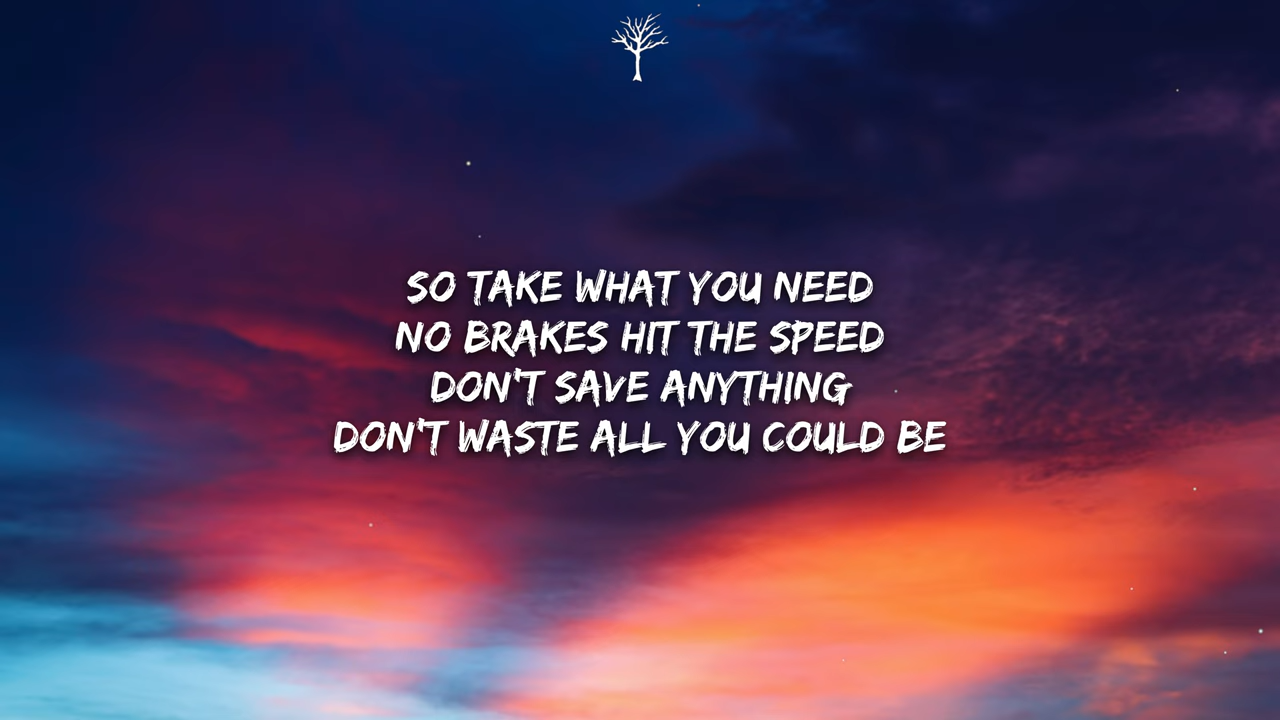 SO TAKE WHAT YOU NEED
NO BRAKES HIT THE SPEED
DON'T SAVE ANYTHING
DON'T WASTE ALL YOU COULD BE